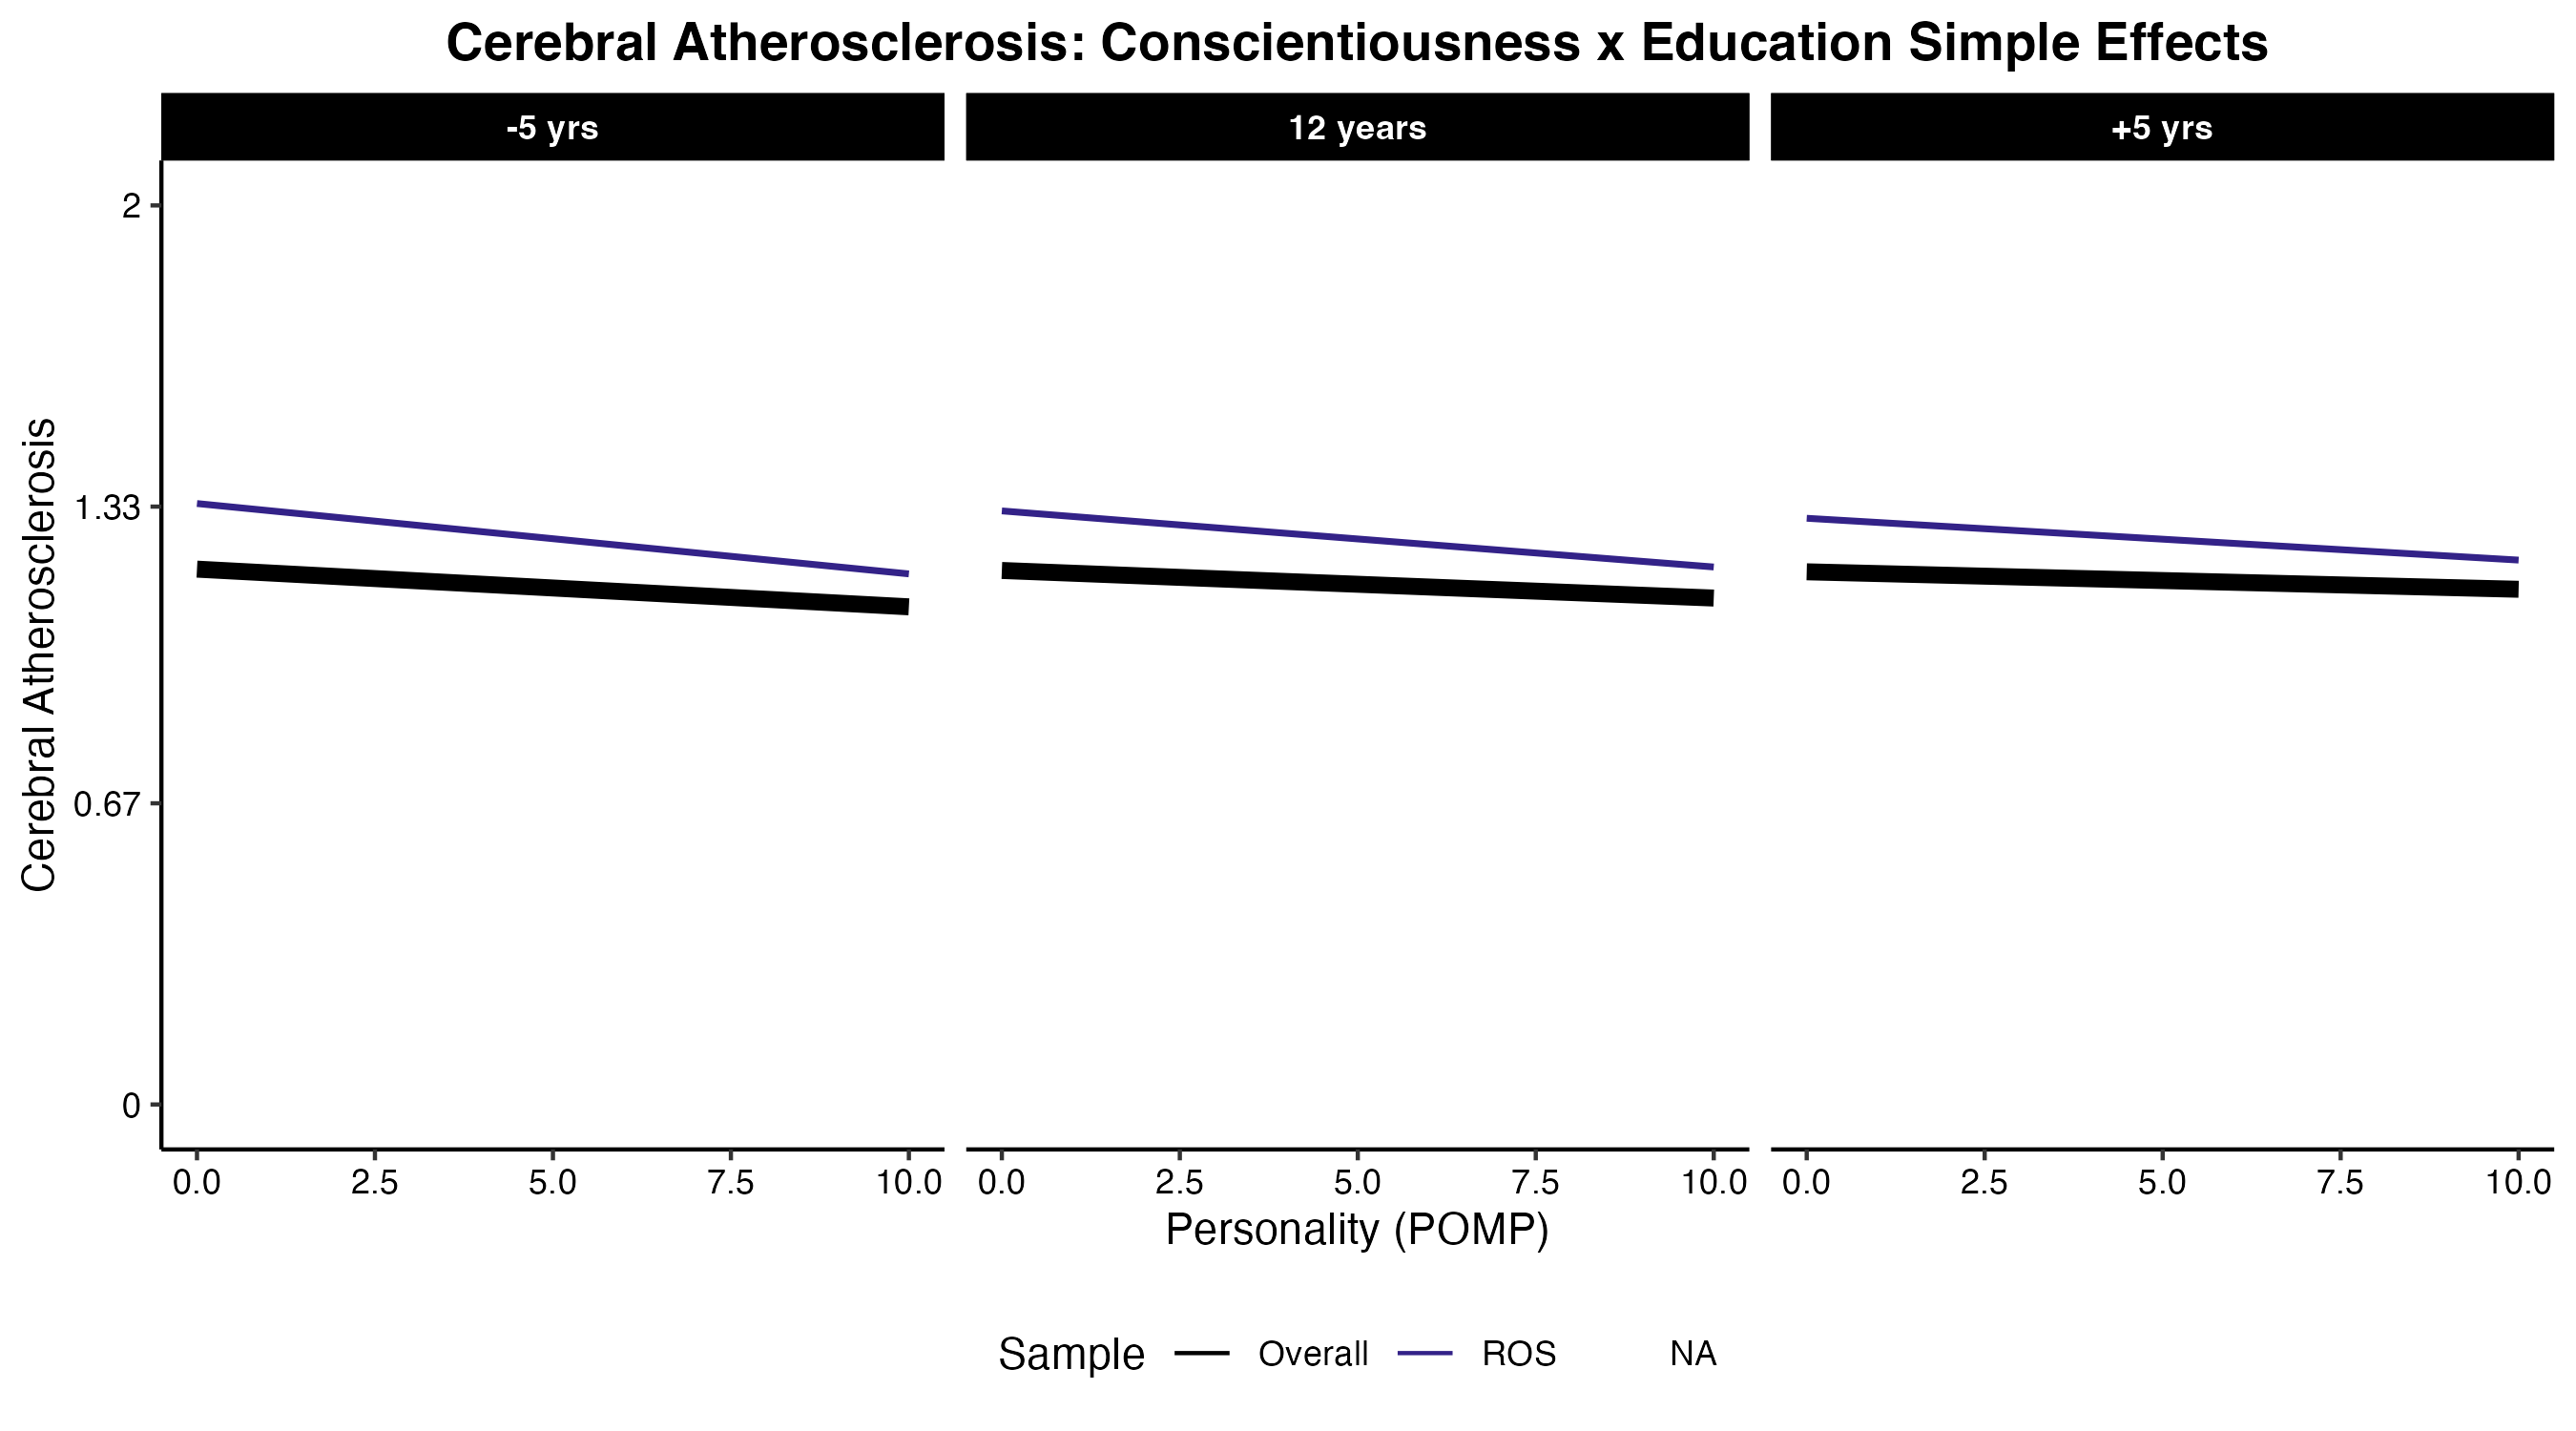 Cerebral Atherosclerosis: Conscientiousness x Education Simple Effects
-5 yrs
12 years
+5 yrs
Cerebral Atherosclerosis
2
1.33
0.67
0
0.0 2.5 5.0 7.5 10.0
0.0 2.5 5.0 7.5 10.0
0.0 2.5 5.0 7.5 10.0
Personality (POMP)
Sample Overall ROS NA